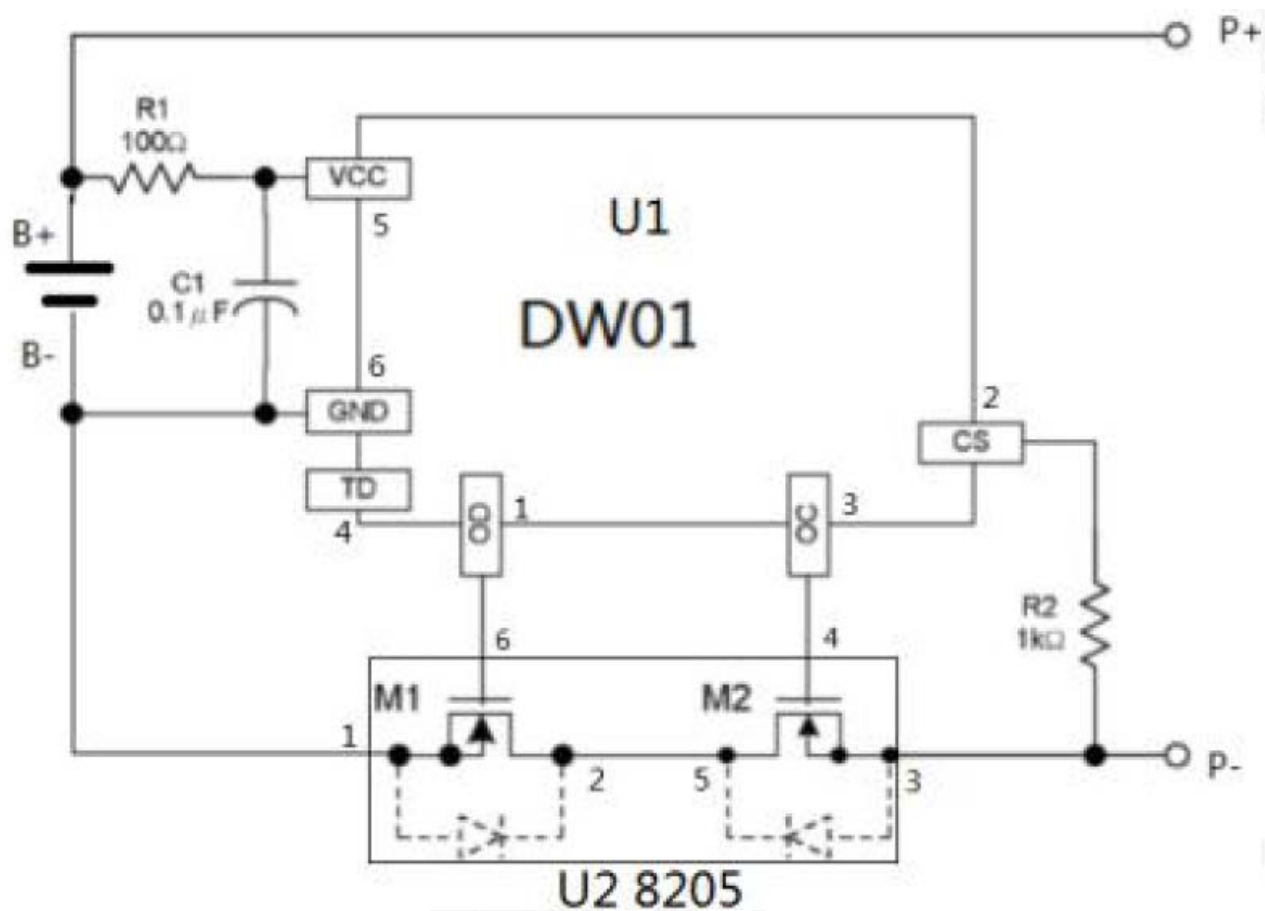 P+
R1
100Ω
VCC
5
U1
B+
C1
0.1μF
DW01
B-
6
GND
2
CS
TD
4
OD
1
OC
3
R2
1kΩ
6
4
M1
M2
1
2
5
3
P-
U2 8205